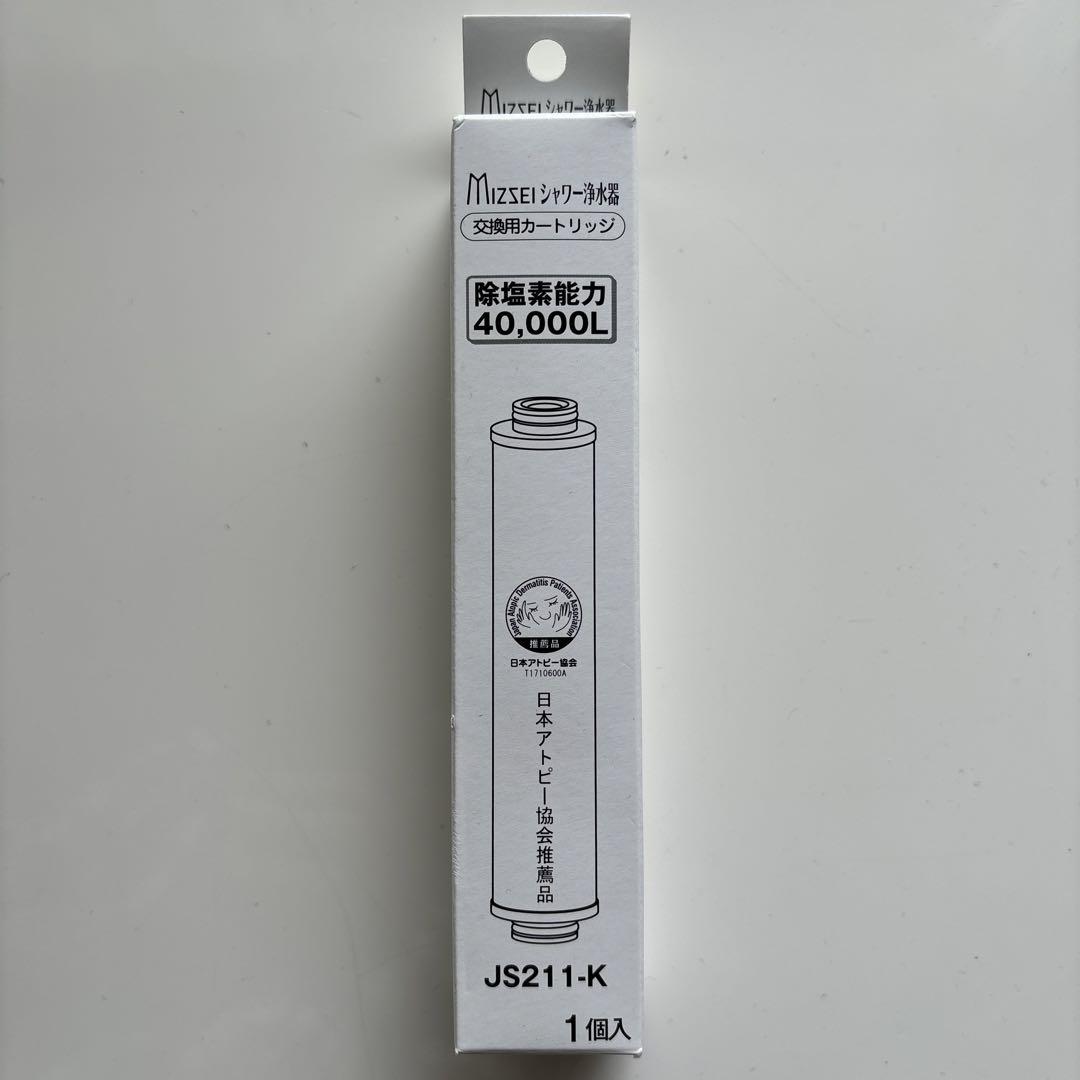 MIZSEIシャワー浄水器
MIZSEIシャワー浄水器
交換用カートリッジ
除塩素能力
40,000L
Japan Atopic Dermatitis Patients Association
推薦品
日本アトピー協会
T1710600A
日本アトピー協会推薦品
JS211-K
1個入